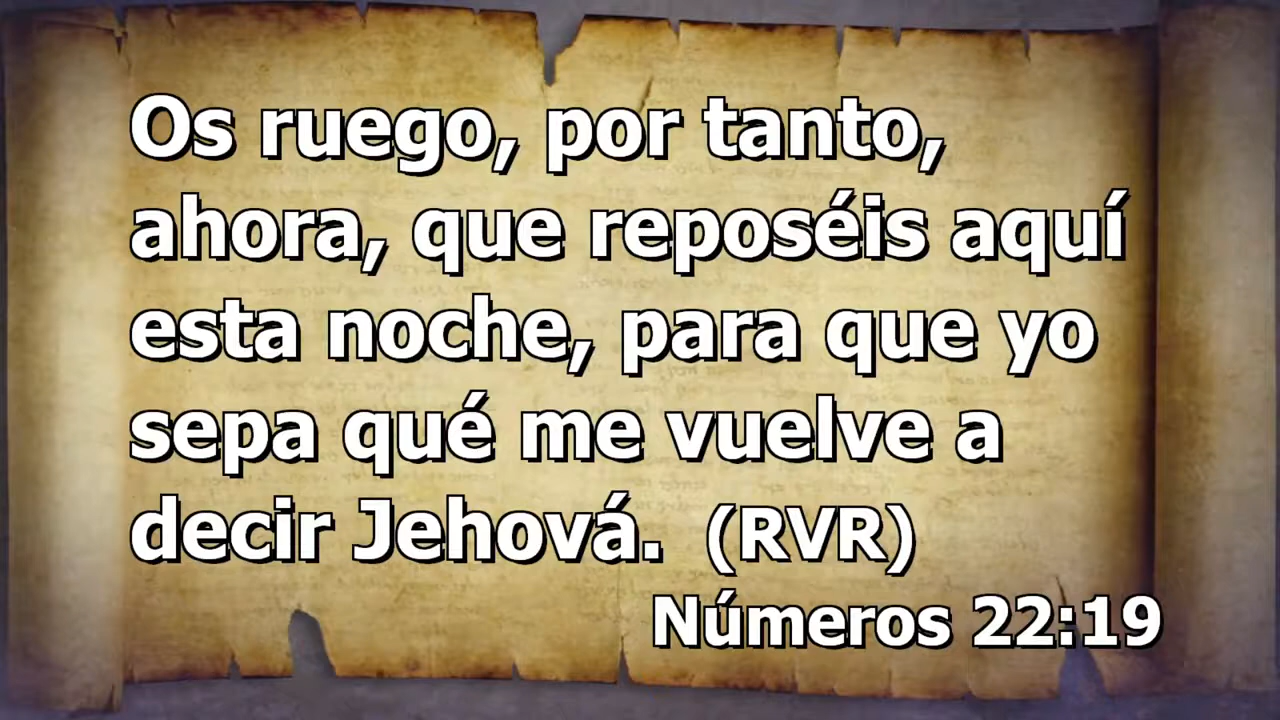 Os ruego, por tanto,
ahora, que reposéis aquí
esta noche, para que yo
sepa qué me vuelve a
decir Jehová. (RVR)
Números 22:19